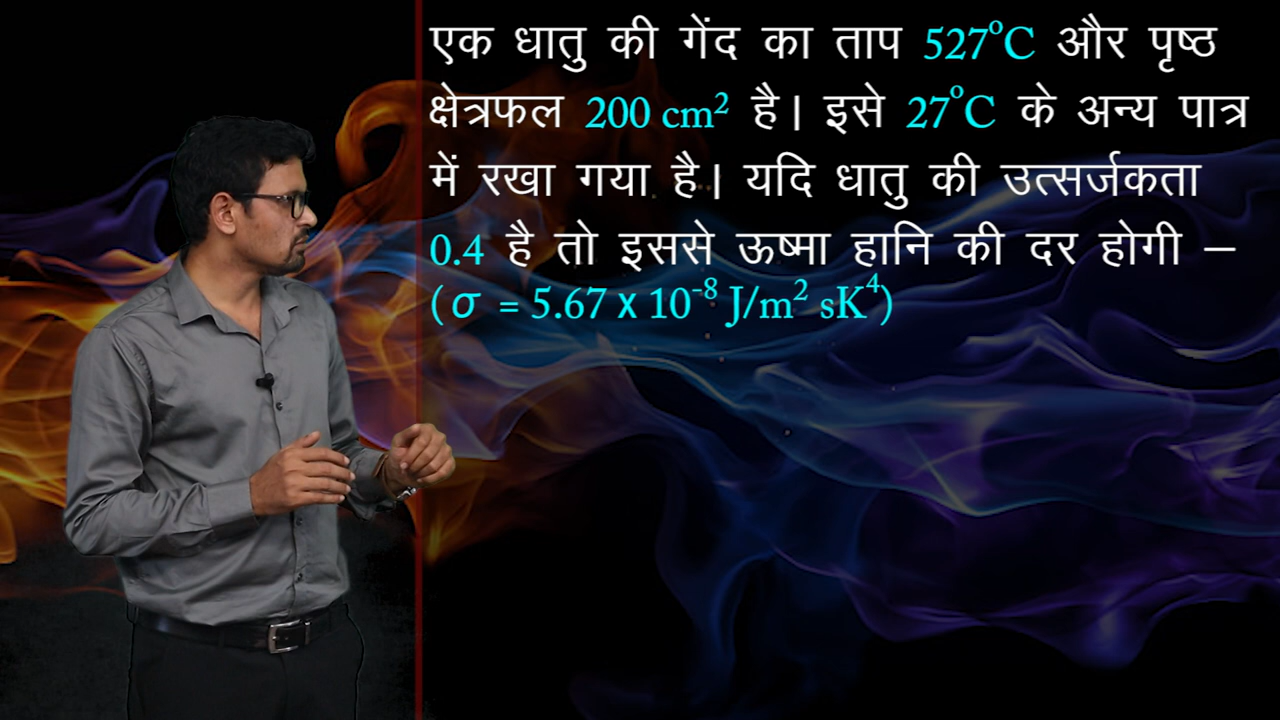 एक धातु की गेंद का ताप 527°C और पृष्ठ
क्षेत्रफल 200 cm² है। इसे 27°C के अन्य पात्र
में रखा गया है। यदि धातु की उत्सर्जकता
0.4 है तो इससे ऊष्मा हानि की दर होगी –
( σ = 5.67 x 10⁻⁸ J/m² sK⁴)